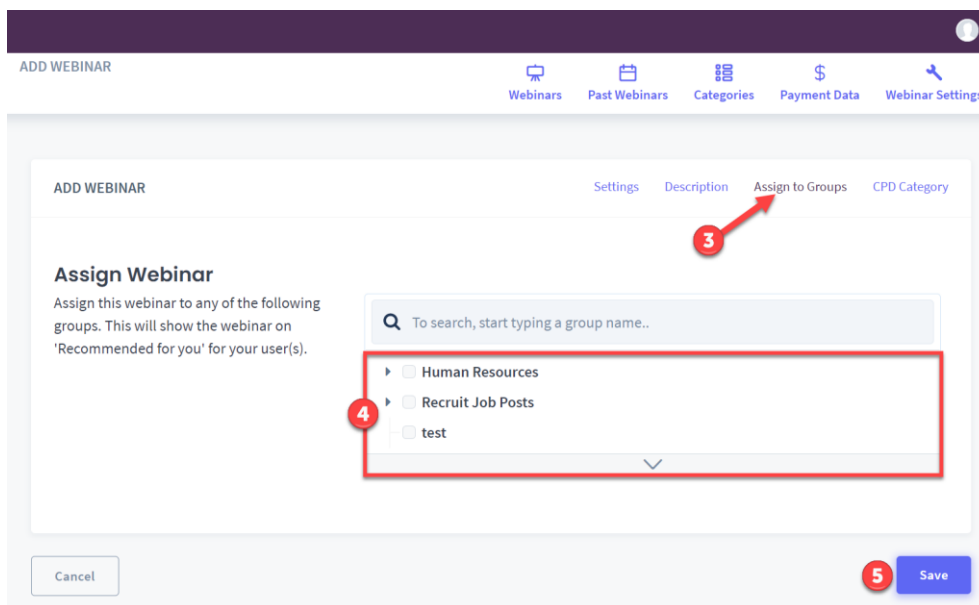 ADD WEBINAR
Webinars
Past Webinars
Categories
Payment Data
Webinar Settings
ADD WEBINAR
Settings
Description
Assign to Groups
CPD Category
3
Assign Webinar
Assign this webinar to any of the following
groups. This will show the webinar on
'Recommended for you' for your user(s).
To search, start typing a group name..
4
Human Resources
Recruit Job Posts
test
Cancel
5
Save